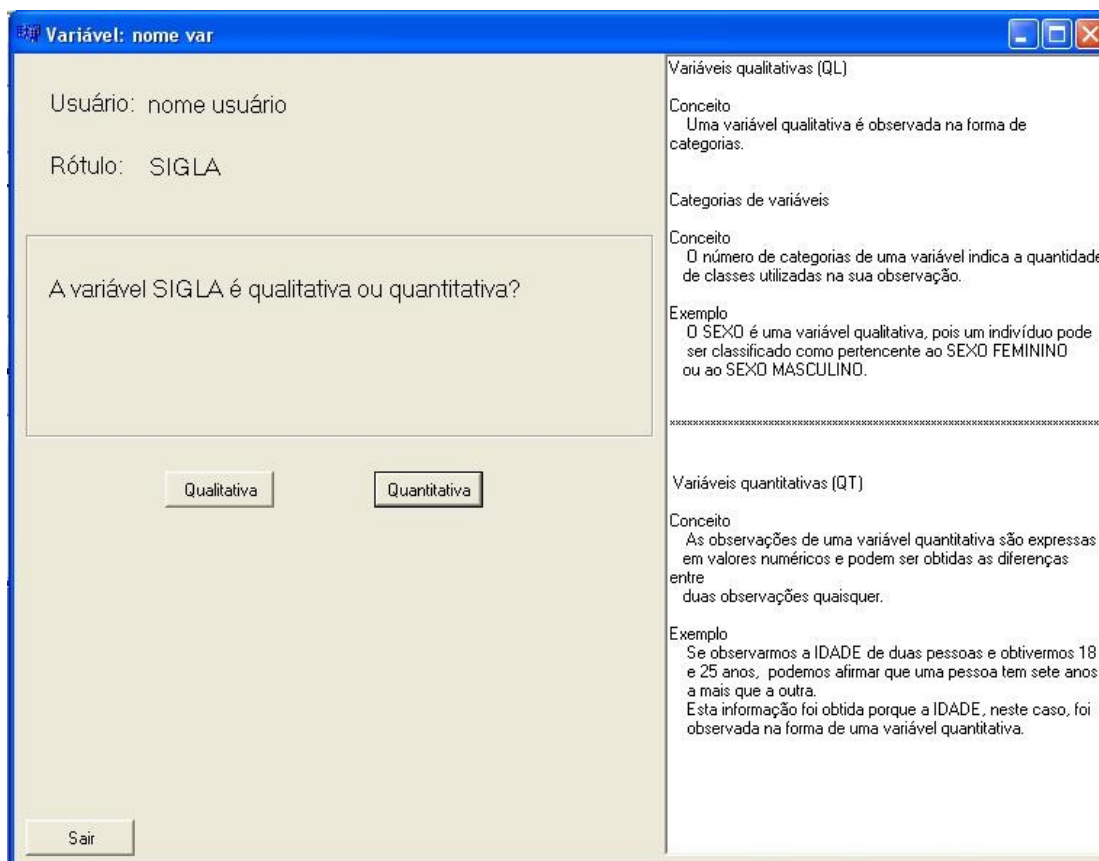 Variável: nome var
Usuário: nome usuário
Rótulo: SIGLA
A variável SIGLA é qualitativa ou quantitativa?
Qualitativa
Quantitativa
Sair
Variáveis qualitativas (QL)
Conceito
Uma variável qualitativa é observada na forma de
categorias.
Categorias de variáveis
Conceito
O número de categorias de uma variável indica a quantidade
de classes utilizadas na sua observação.
Exemplo
O SEXO é uma variável qualitativa, pois um indivíduo pode
ser classificado como pertencente ao SEXO FEMININO
ou ao SEXO MASCULINO.
Variáveis quantitativas (QT)
Conceito
As observações de uma variável quantitativa são expressas
em valores numéricos e podem ser obtidas as diferenças
entre
duas observações quaisquer.
Exemplo
Se observarmos a IDADE de duas pessoas e obtivermos 18
e 25 anos, podemos afirmar que uma pessoa tem sete anos
a mais que a outra.
Esta informação foi obtida porque a IDADE, neste caso, foi
observada na forma de uma variável quantitativa.